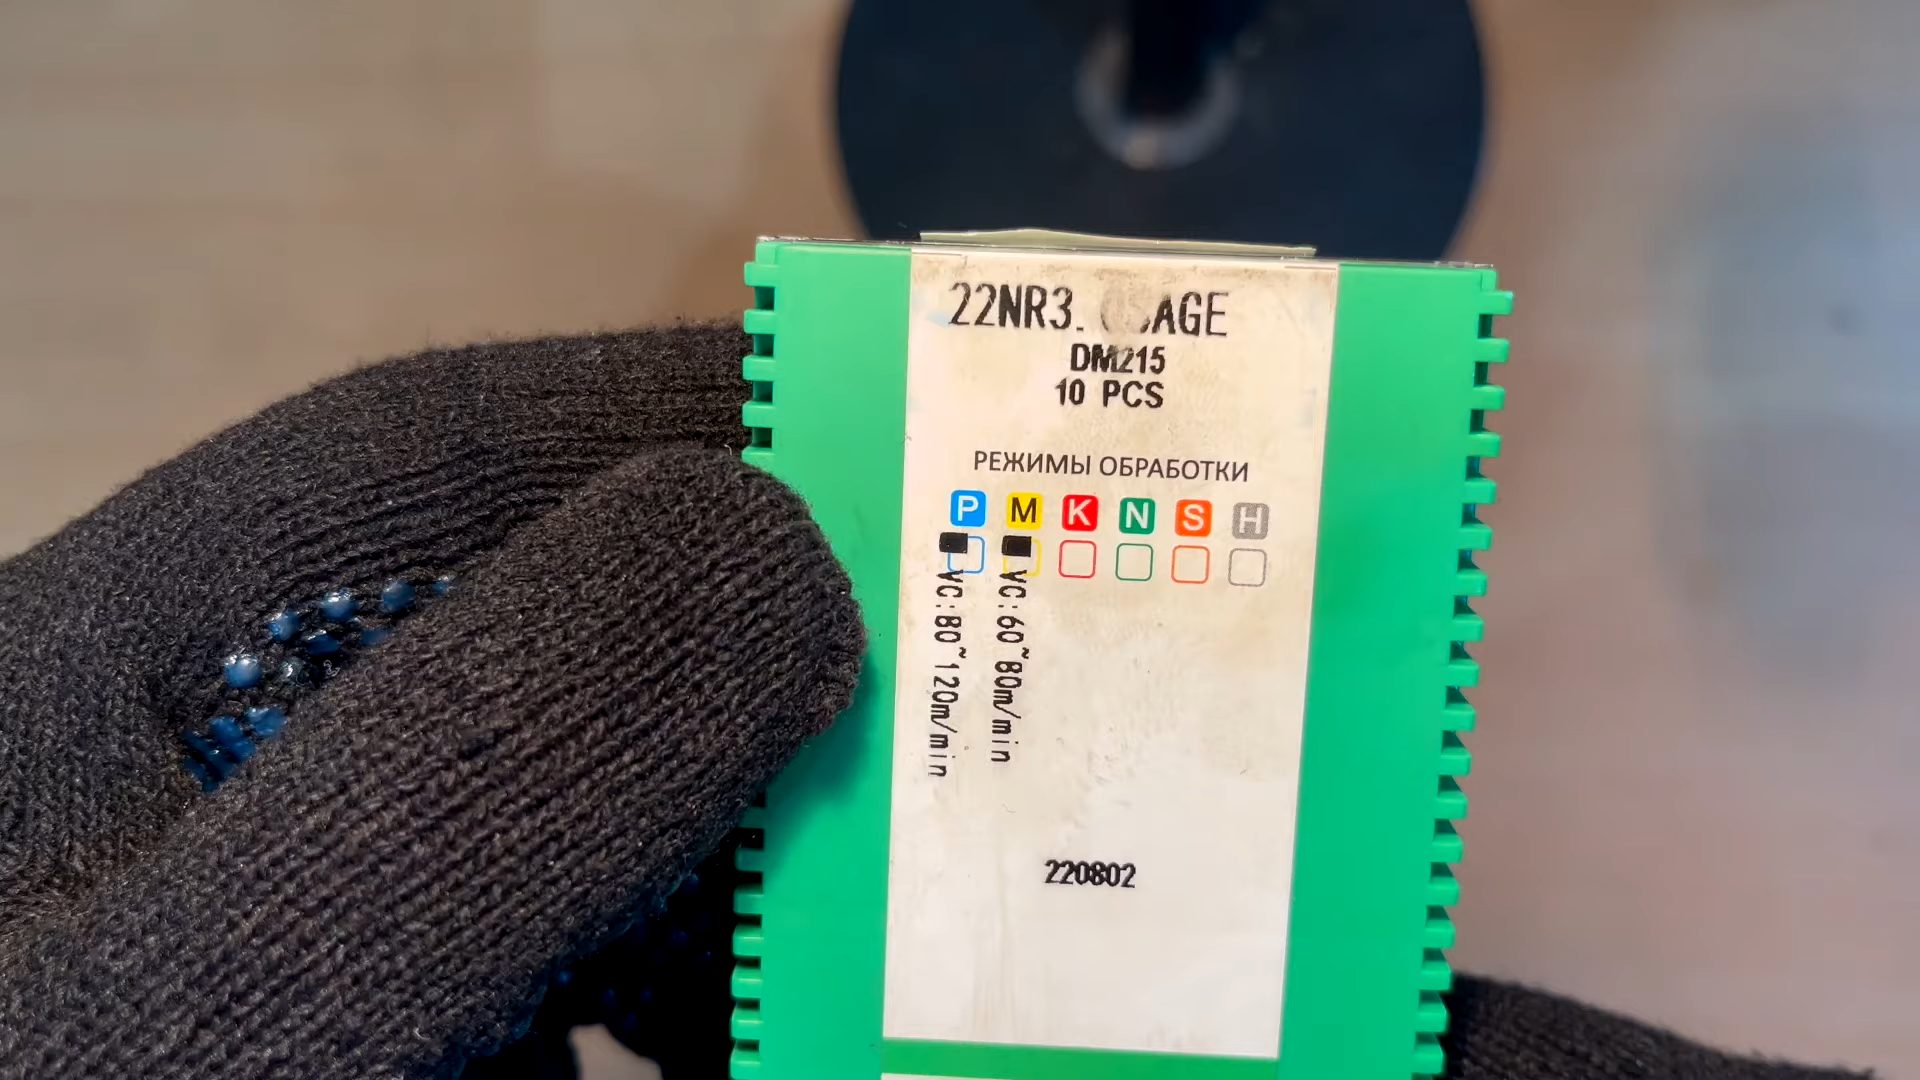 22NR3. AGE
DM215
10 PCS
РЕЖИМЫ ОБРАБОТКИ
P M K N S H
VC:80~120m/min
VC:60~80m/min
220802